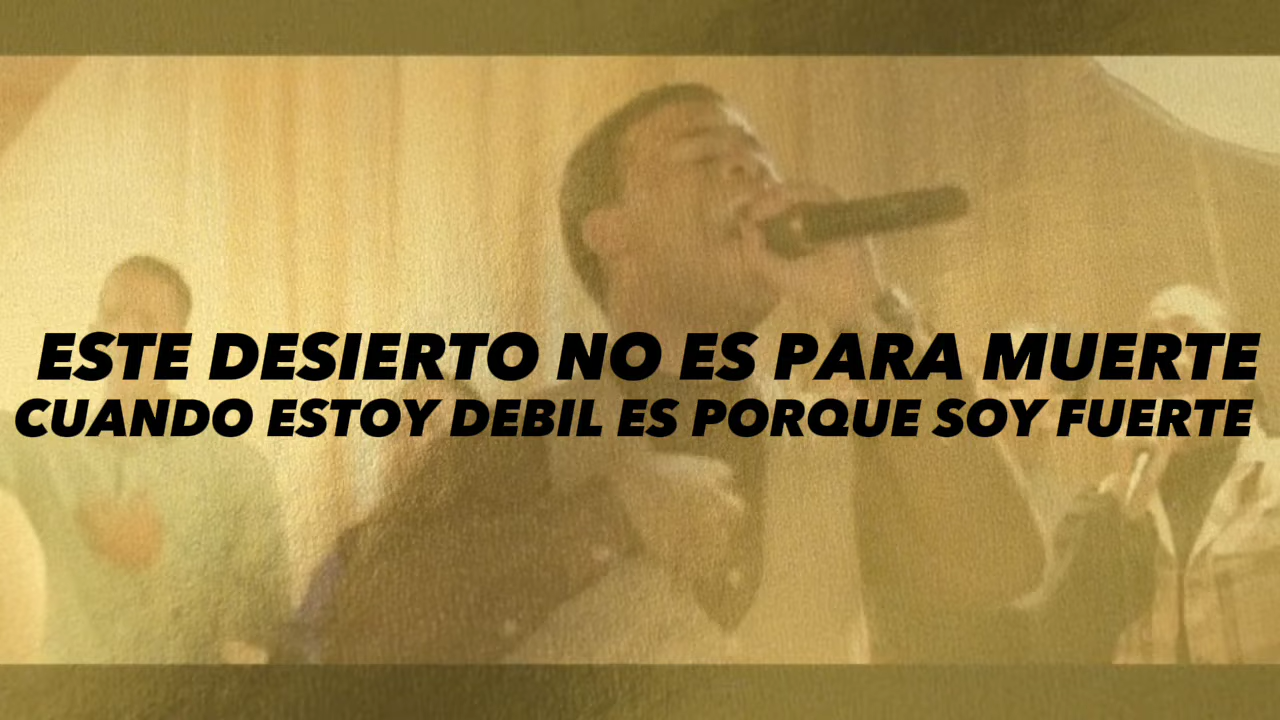 ESTE DESIERTO NO ES PARA MUERTE
CUANDO ESTOY DEBIL ES PORQUE SOY FUERTE